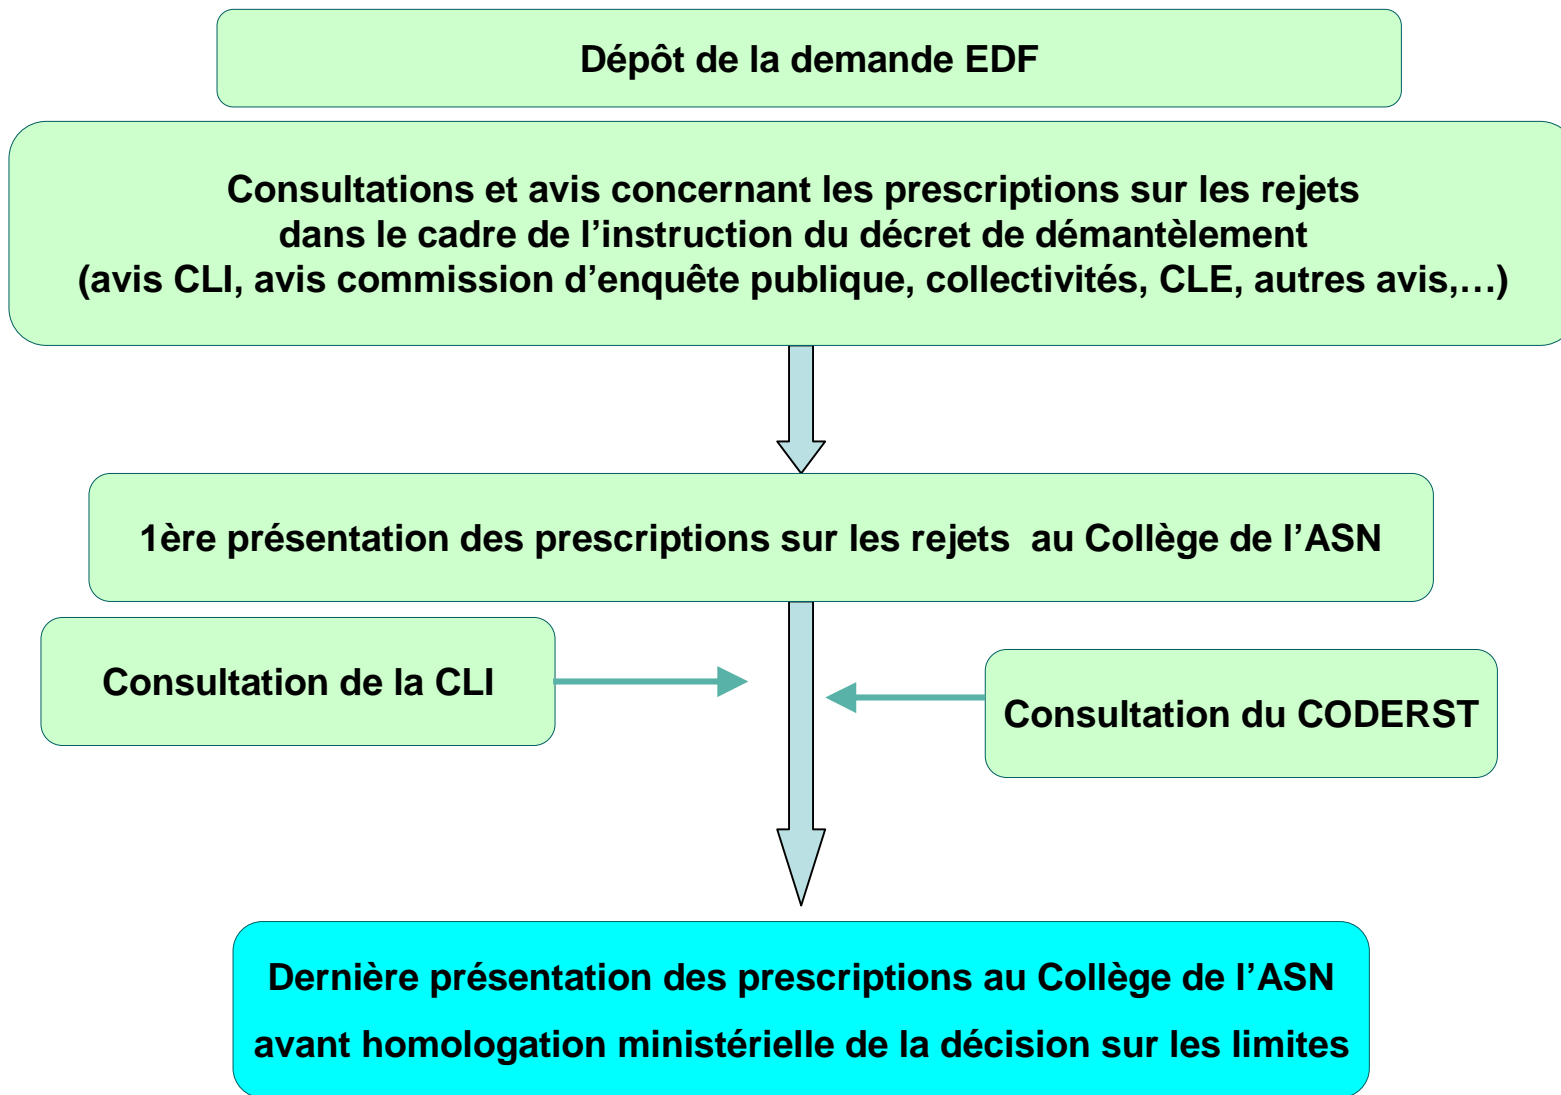 Dépôt de la demande EDF
Consultations et avis concernant les prescriptions sur les rejets
dans le cadre de l’instruction du décret de démantèlement
(avis CLI, avis commission d’enquête publique, collectivités, CLE, autres avis,…)
1ère présentation des prescriptions sur les rejets au Collège de l’ASN
Consultation de la CLI
Consultation du CODERST
Dernière présentation des prescriptions au Collège de l’ASN
avant homologation ministérielle de la décision sur les limites